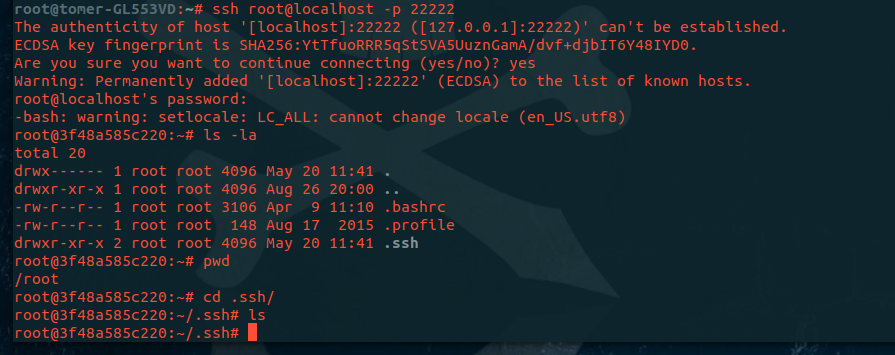 root@tomer-GL553VD:~# ssh root@localhost -p 22222
The authenticity of host '[localhost]:22222 ([127.0.0.1]:22222)' can't be established.
ECDSA key fingerprint is SHA256:YtTfuoRRR5qStSVA5UuznGamA/dvf+djbIT6Y48IYD0.
Are you sure you want to continue connecting (yes/no)? yes
Warning: Permanently added '[localhost]:22222' (ECDSA) to the list of known hosts.
root@localhost's password:
-bash: warning: setlocale: LC_ALL: cannot change locale (en_US.utf8)
root@3f48a585c220:~# ls -la
total 20
drwx------ 1 root root 4096 May 20 11:41 .
drwxr-xr-x 1 root root 4096 Aug 26 20:00 ..
-rw-r--r-- 1 root root 3106 Apr  9 11:10 .bashrc
-rw-r--r-- 1 root root  148 Aug 17  2015 .profile
drwxr-xr-x 2 root root 4096 May 20 11:41 .ssh
root@3f48a585c220:~# pwd
/root
root@3f48a585c220:~# cd .ssh/
root@3f48a585c220:~/.ssh# ls
root@3f48a585c220:~/.ssh#